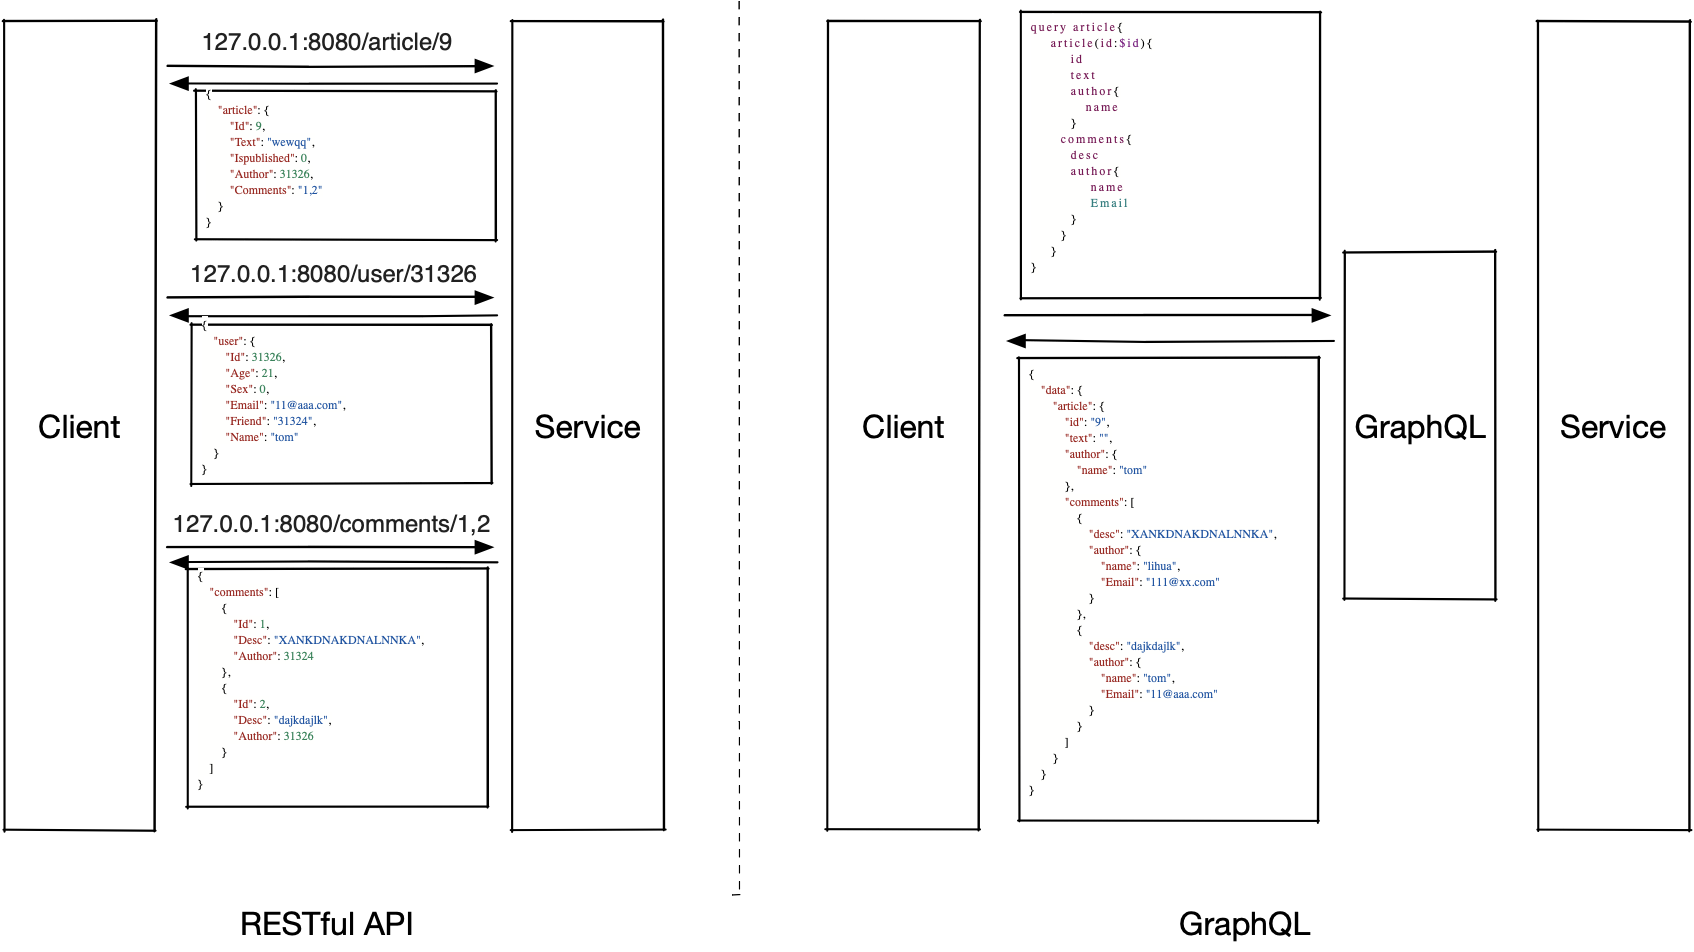 127.0.0.1:8080/article/9
{
"article": {
"Id": 9,
"Text": "wewqq",
"Ispublished": 0,
"Author": 31326,
"Comments": "1,2"
}
}
127.0.0.1:8080/user/31326
{
"user": {
"Id": 31326,
"Age": 21,
"Sex": 0,
"Email": "11@aaa.com",
"Friend": "31324",
"Name": "tom"
}
}
127.0.0.1:8080/comments/1,2
{
"comments": [
{
"Id": 1,
"Desc": "XANKDNAKDNALNNKA",
"Author": 31324
},
{
"Id": 2,
"Desc": "dajkdajlk",
"Author": 31326
}
]
}
Client
Service
RESTful API
query article{
article(id:$id){
id
text
author{
name
}
comments{
desc
author{
name
Email
}
}
}
}
{
"data": {
"article": {
"id": "9",
"text": "",
"author": {
"name": "tom"
},
"comments": [
{
"desc": "XANKDNAKDNALNNKA",
"author": {
"name": "lihua",
"Email": "111@xx.com"
}
},
{
"desc": "dajkdajlk",
"author": {
"name": "tom",
"Email": "11@aaa.com"
}
}
]
}
}
}
Client
GraphQL
Service
GraphQL